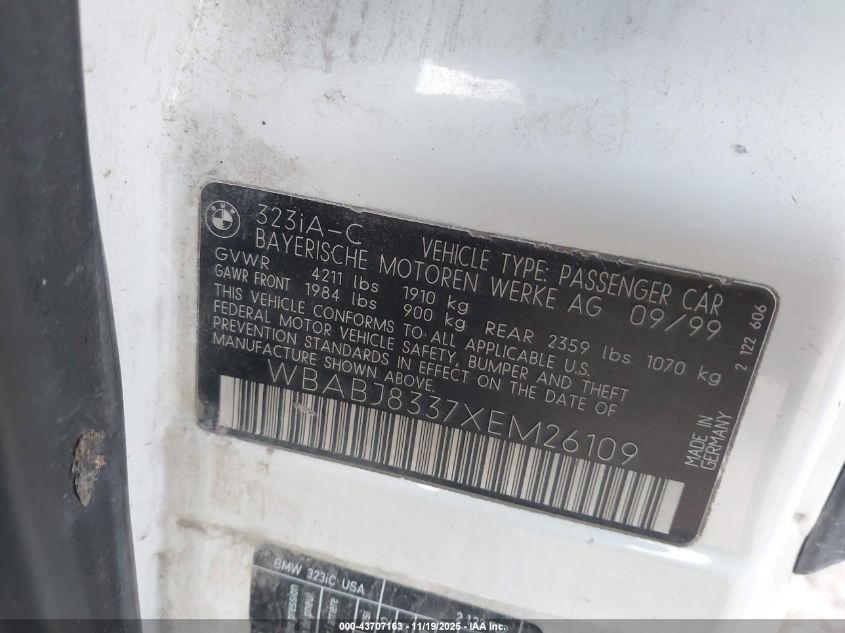 323iA-C VEHICLE TYPE: PASSENGER CAR
BAYERISCHE MOTOREN WERKE AG 09/99
GVWR 4211 lbs 1910 kg
GAWR FRONT 1984 lbs 900 kg REAR 2359 lbs 1070 kg
THIS VEHICLE CONFORMS TO ALL APPLICABLE U.S.
FEDERAL MOTOR VEHICLE SAFETY, BUMPER AND THEFT
PREVENTION STANDARDS IN EFFECT ON THE DATE OF
MANUFACTURE SHOWN ABOVE.
WBABJ8337XEM26109
MADE IN
GERMANY
2 122 606
BMW 323iC USA
000-43707163 - 11/19/2025 - IAAI.COM